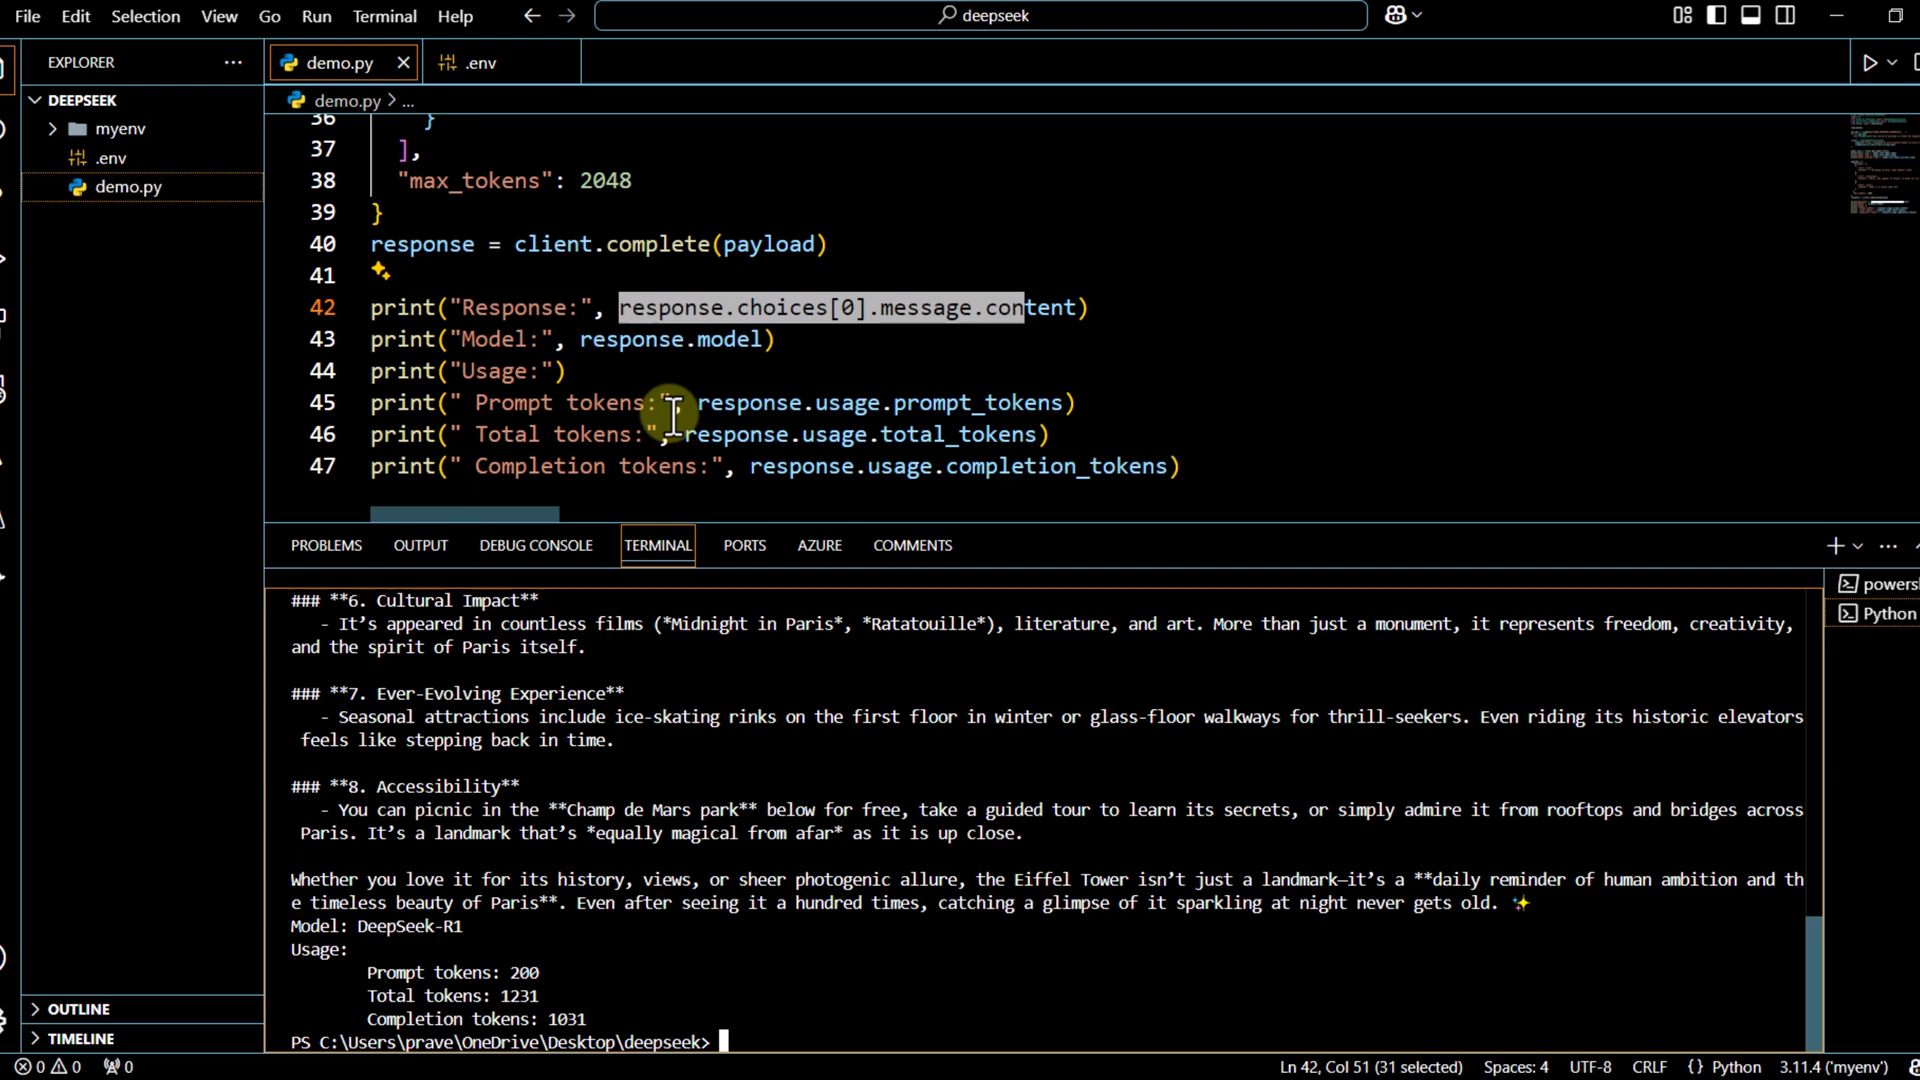 File Edit Selection View Go Run Terminal Help
deepseek
EXPLORER
demo.py
.env
DEEPSEEK
myenv
.env
demo.py
demo.py > ...
36 }
37 ],
38 "max_tokens": 2048
39 }
40 response = client.complete(payload)
41
42 print("Response:", response.choices[0].message.content)
43 print("Model:", response.model)
44 print("Usage:")
45 print(" Prompt tokens:", response.usage.prompt_tokens)
46 print(" Total tokens:", response.usage.total_tokens)
47 print(" Completion tokens:", response.usage.completion_tokens)
PROBLEMS OUTPUT DEBUG CONSOLE TERMINAL PORTS AZURE COMMENTS
powersh
Python
### **6. Cultural Impact**
- It’s appeared in countless films (*Midnight in Paris*, *Ratatouille*), literature, and art. More than just a monument, it represents freedom, creativity,
and the spirit of Paris itself.
### **7. Ever-Evolving Experience**
- Seasonal attractions include ice-skating rinks on the first floor in winter or glass-floor walkways for thrill-seekers. Even riding its historic elevators
feels like stepping back in time.
### **8. Accessibility**
- You can picnic in the **Champ de Mars park** below for free, take a guided tour to learn its secrets, or simply admire it from rooftops and bridges across
Paris. It’s a landmark that’s *equally magical from afar* as it is up close.
Whether you love it for its history, views, or sheer photogenic allure, the Eiffel Tower isn’t just a landmark—it’s a **daily reminder of human ambition and th
e timeless beauty of Paris**. Even after seeing it a hundred times, catching a glimpse of it sparkling at night never gets old. ✨
Model: DeepSeek-R1
Usage:
Prompt tokens: 200
Total tokens: 1231
Completion tokens: 1031
PS C:\Users\prave\OneDrive\Desktop\deepseek>
OUTLINE
TIMELINE
0 0 0
Ln 42, Col 51 (31 selected) Spaces: 4 UTF-8 CRLF {} Python 3.11.4 ('myenv')